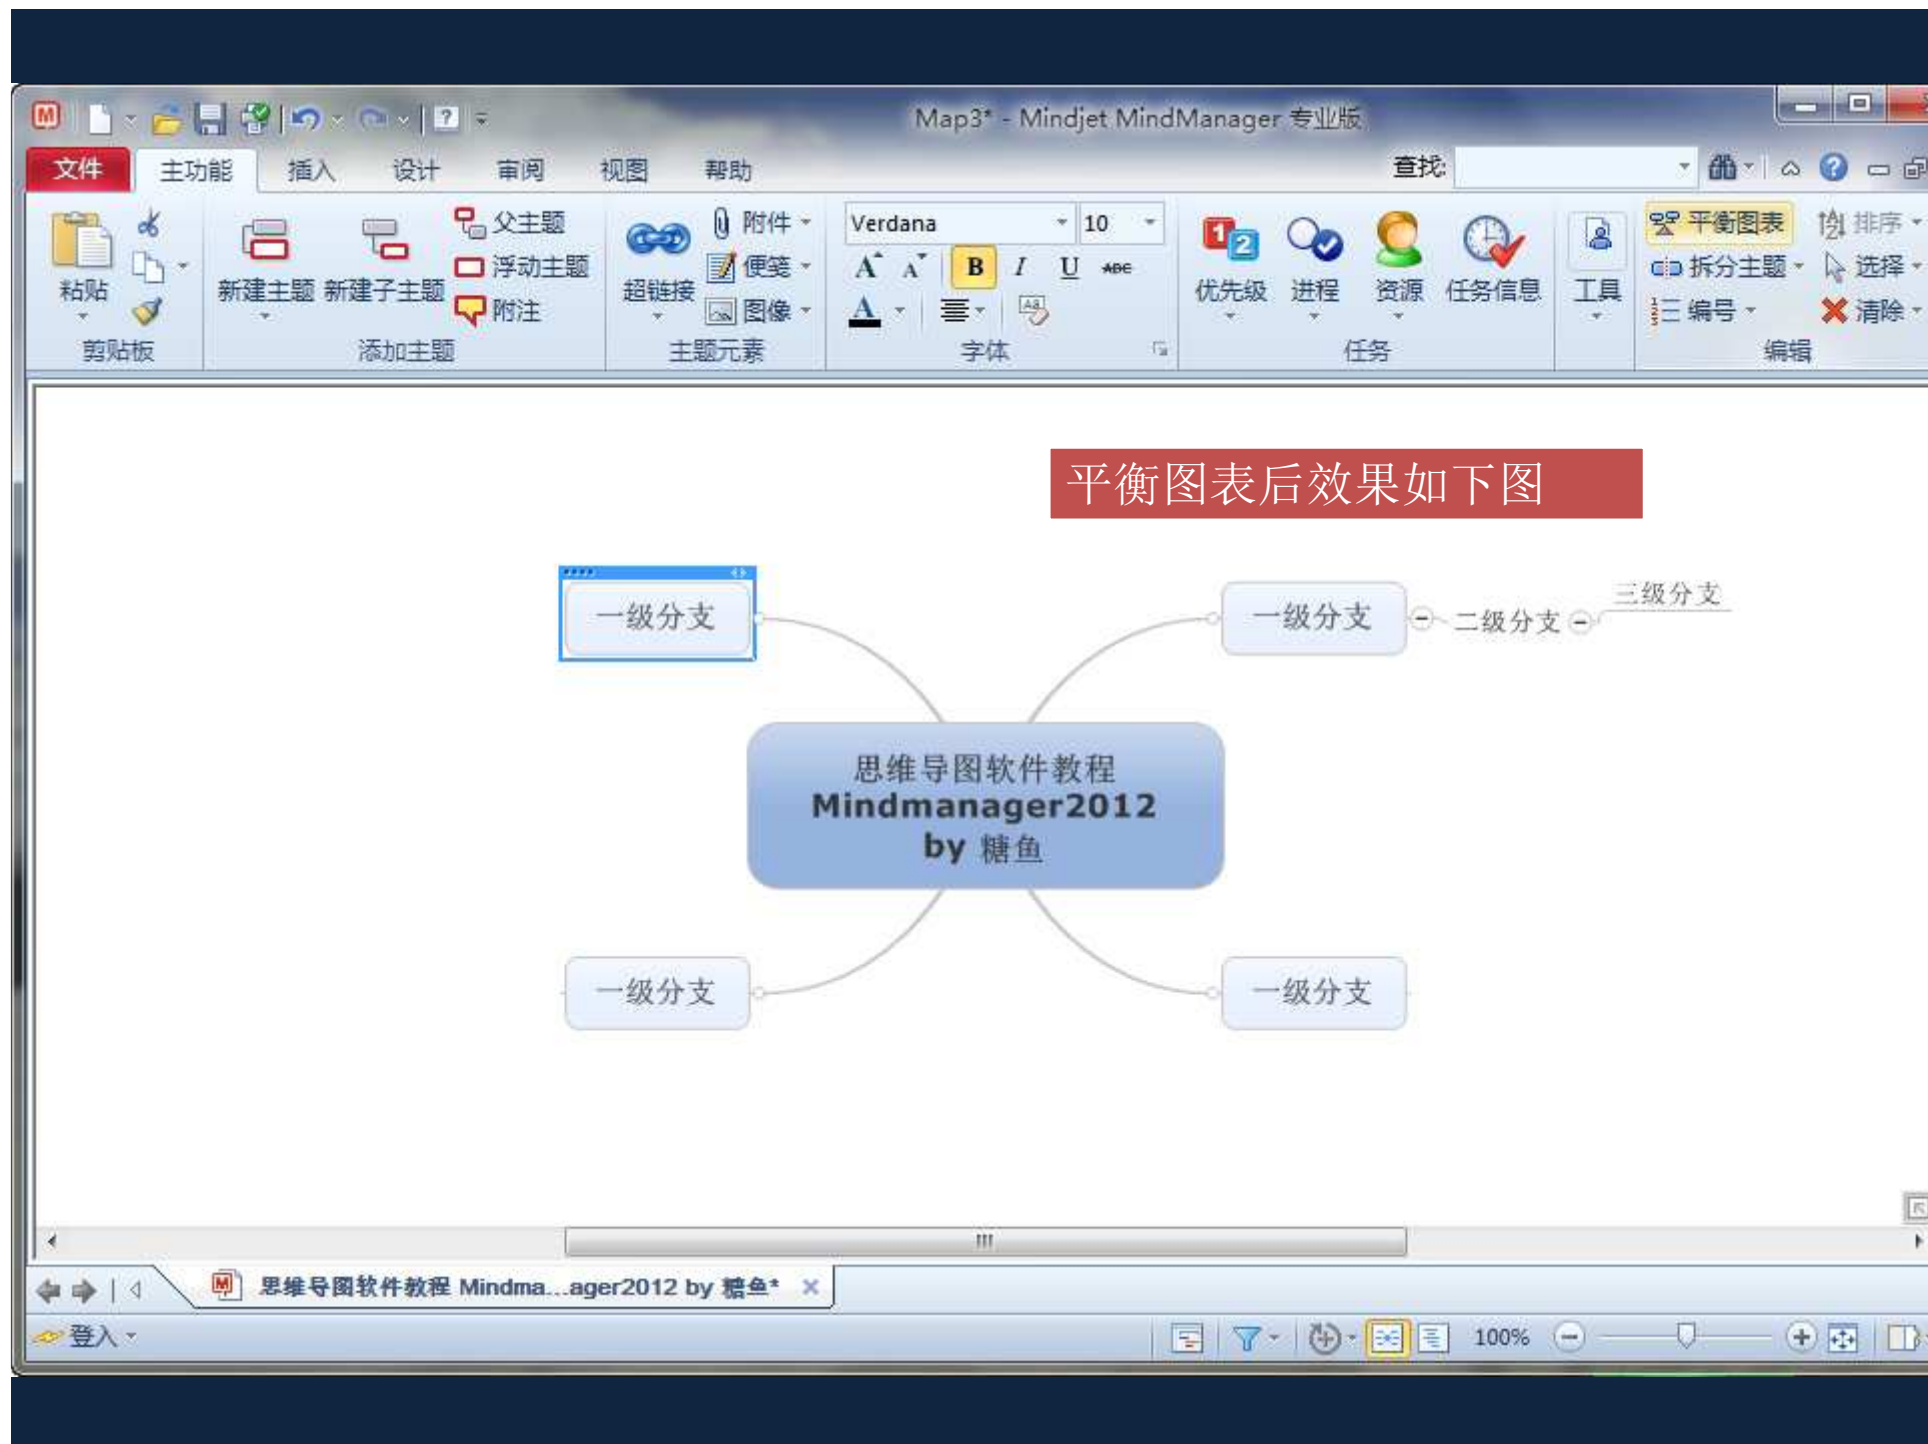 Map3* - Mindjet MindManager 专业版
文件 主功能 插入 设计 审阅 视图 帮助 查找:
粘贴
剪贴板
新建主题 新建子主题
父主题
浮动主题
附注
添加主题
超链接
附件
便笺
图像
主题元素
Verdana 10
A A B I U ABC
A
字体
优先级 进程 资源 任务信息
任务
工具
平衡图表 排序
拆分主题 选择
编号 清除
编辑
平衡图表后效果如下图
一级分支
一级分支 二级分支 三级分支
思维导图软件教程
Mindmanager2012
by 糖鱼
一级分支
一级分支
思维导图软件教程 Mindma...ager2012 by 糖鱼*
登入
100%